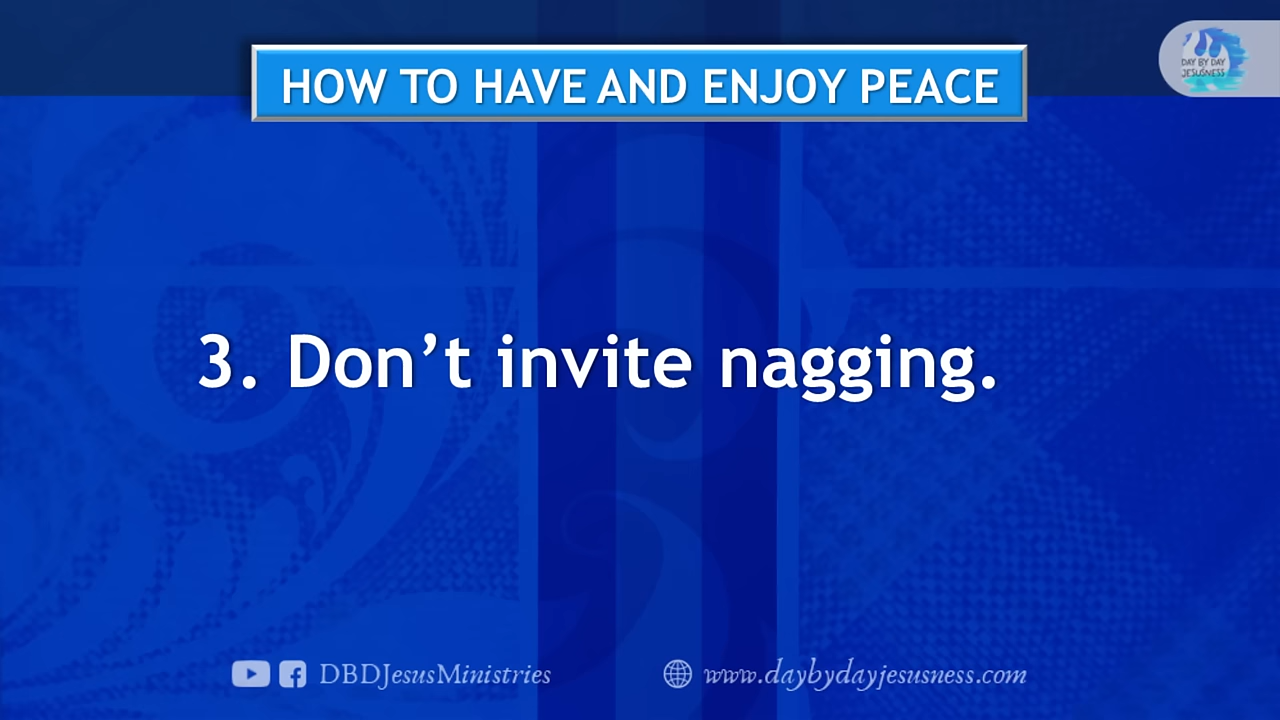 HOW TO HAVE AND ENJOY PEACE
DAY BY DAY
JESUSNESS
3. Don’t invite nagging.
DBDJesusMinistries
www.daybydayjesusness.com